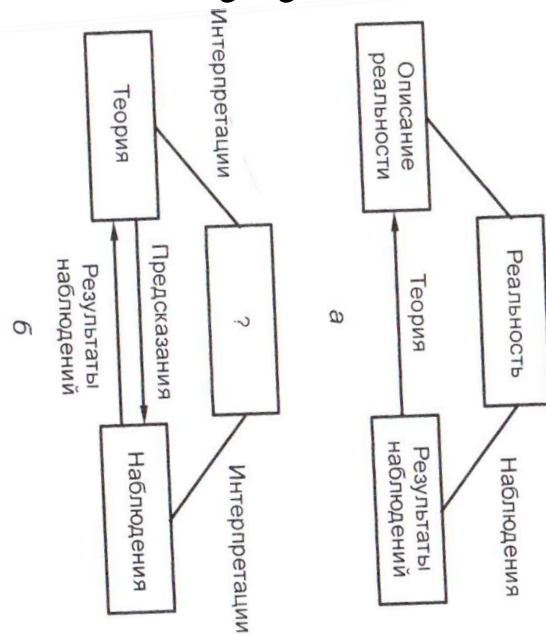 Реальность
Наблюдения
Описание
реальности
Теория
Результаты
наблюдений
а
Интерпретации
?
Интерпретации
Теория
Предсказания
Результаты
наблюдений
Наблюдения
б